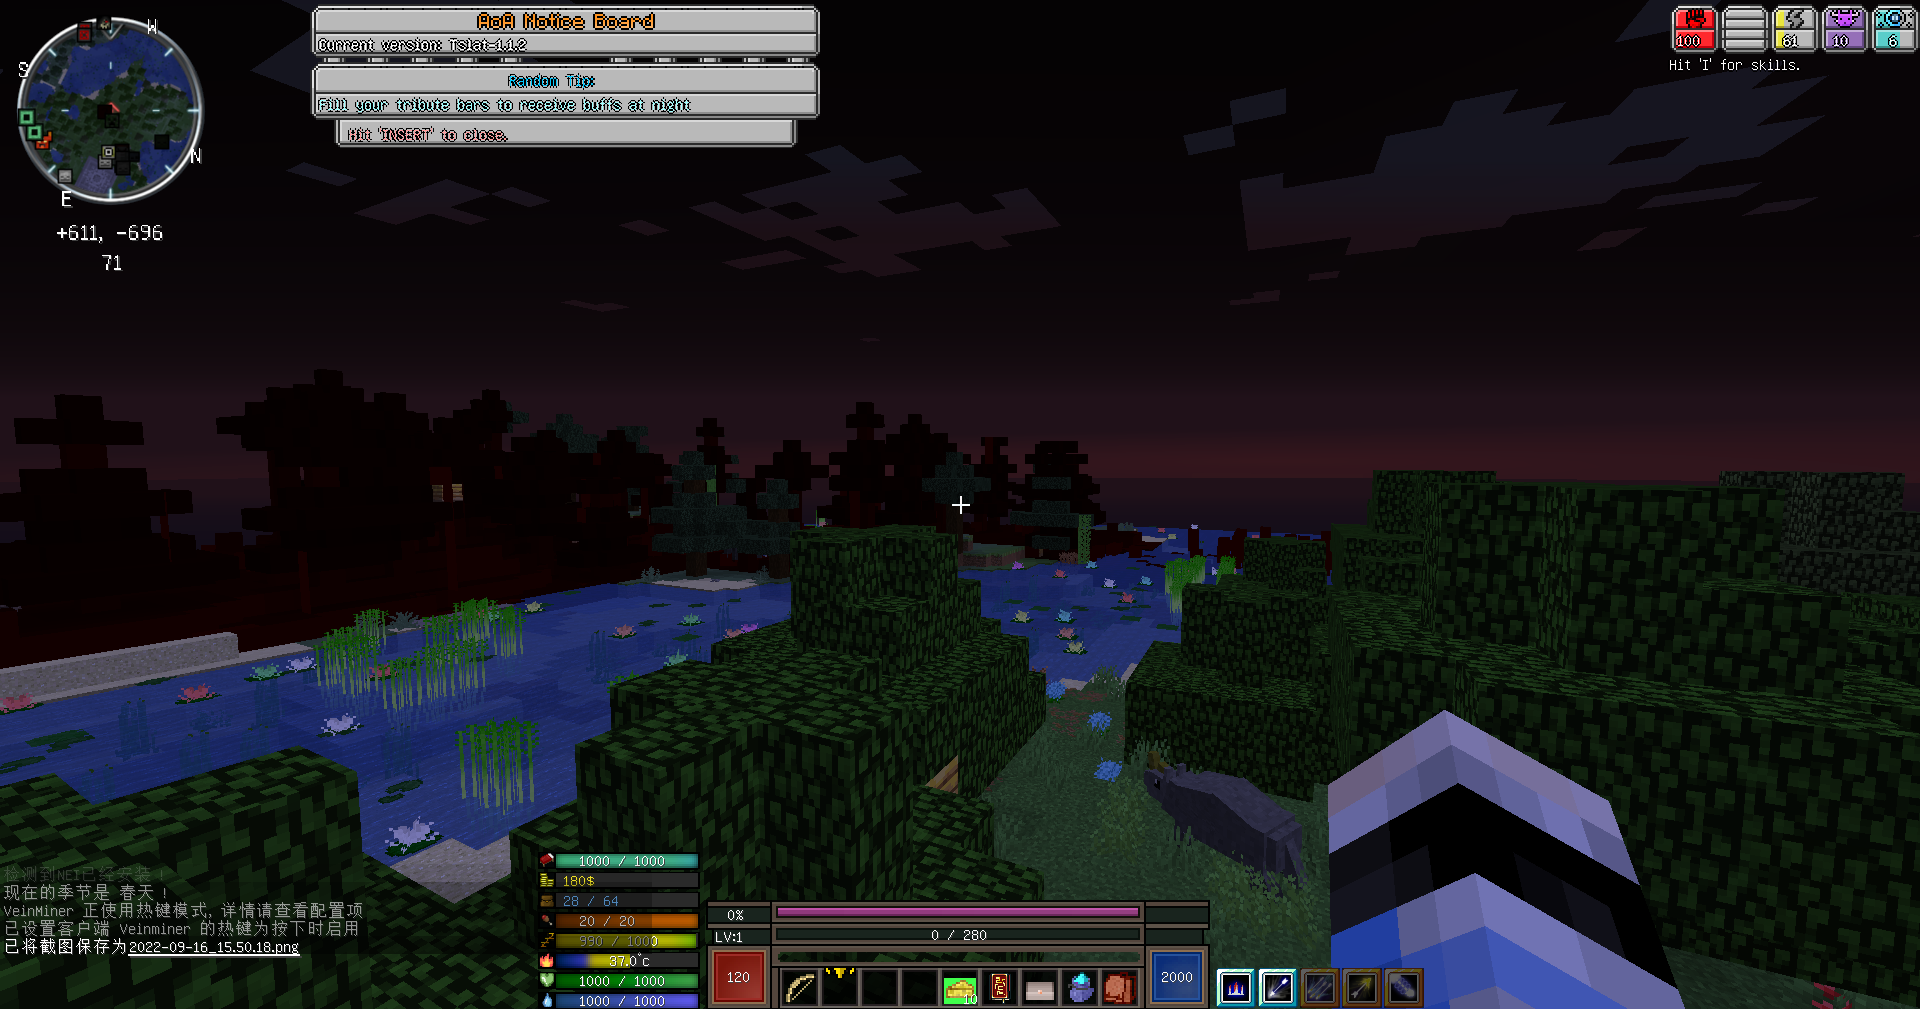 AoA Notice Board
Current version: Tslat-1.1.2
Random Tip:
Fill your tribute bars to receive buffs at night
Hit 'INSERT' to close.
100
61
10
6
Hit 'I' for skills.
W
S
N
E
+611, -696
71
检测到NEI已经安装！
现在的季节是 春天！
VeinMiner 正使用热键模式, 详情请查看配置项
已设置客户端 Veinminer 的热键为按下时启用
已将截图保存为2022-09-16_15.50.18.png
1000 / 1000
180$
28 / 64
20 / 20
990 / 1000
37.0°c
1000 / 1000
1000 / 1000
0%
LV:1
0 / 280
120
10
2000